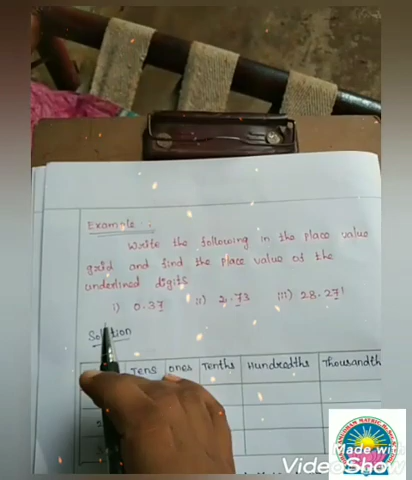 Example :
Write the following in the place value
grid and find the place value of the
underlined digits
i) 0.37 ii) 2.73 iii) 28.271
Solution
Tens Ones Tenths Hundredths Thousandth
Made with
VideoShow